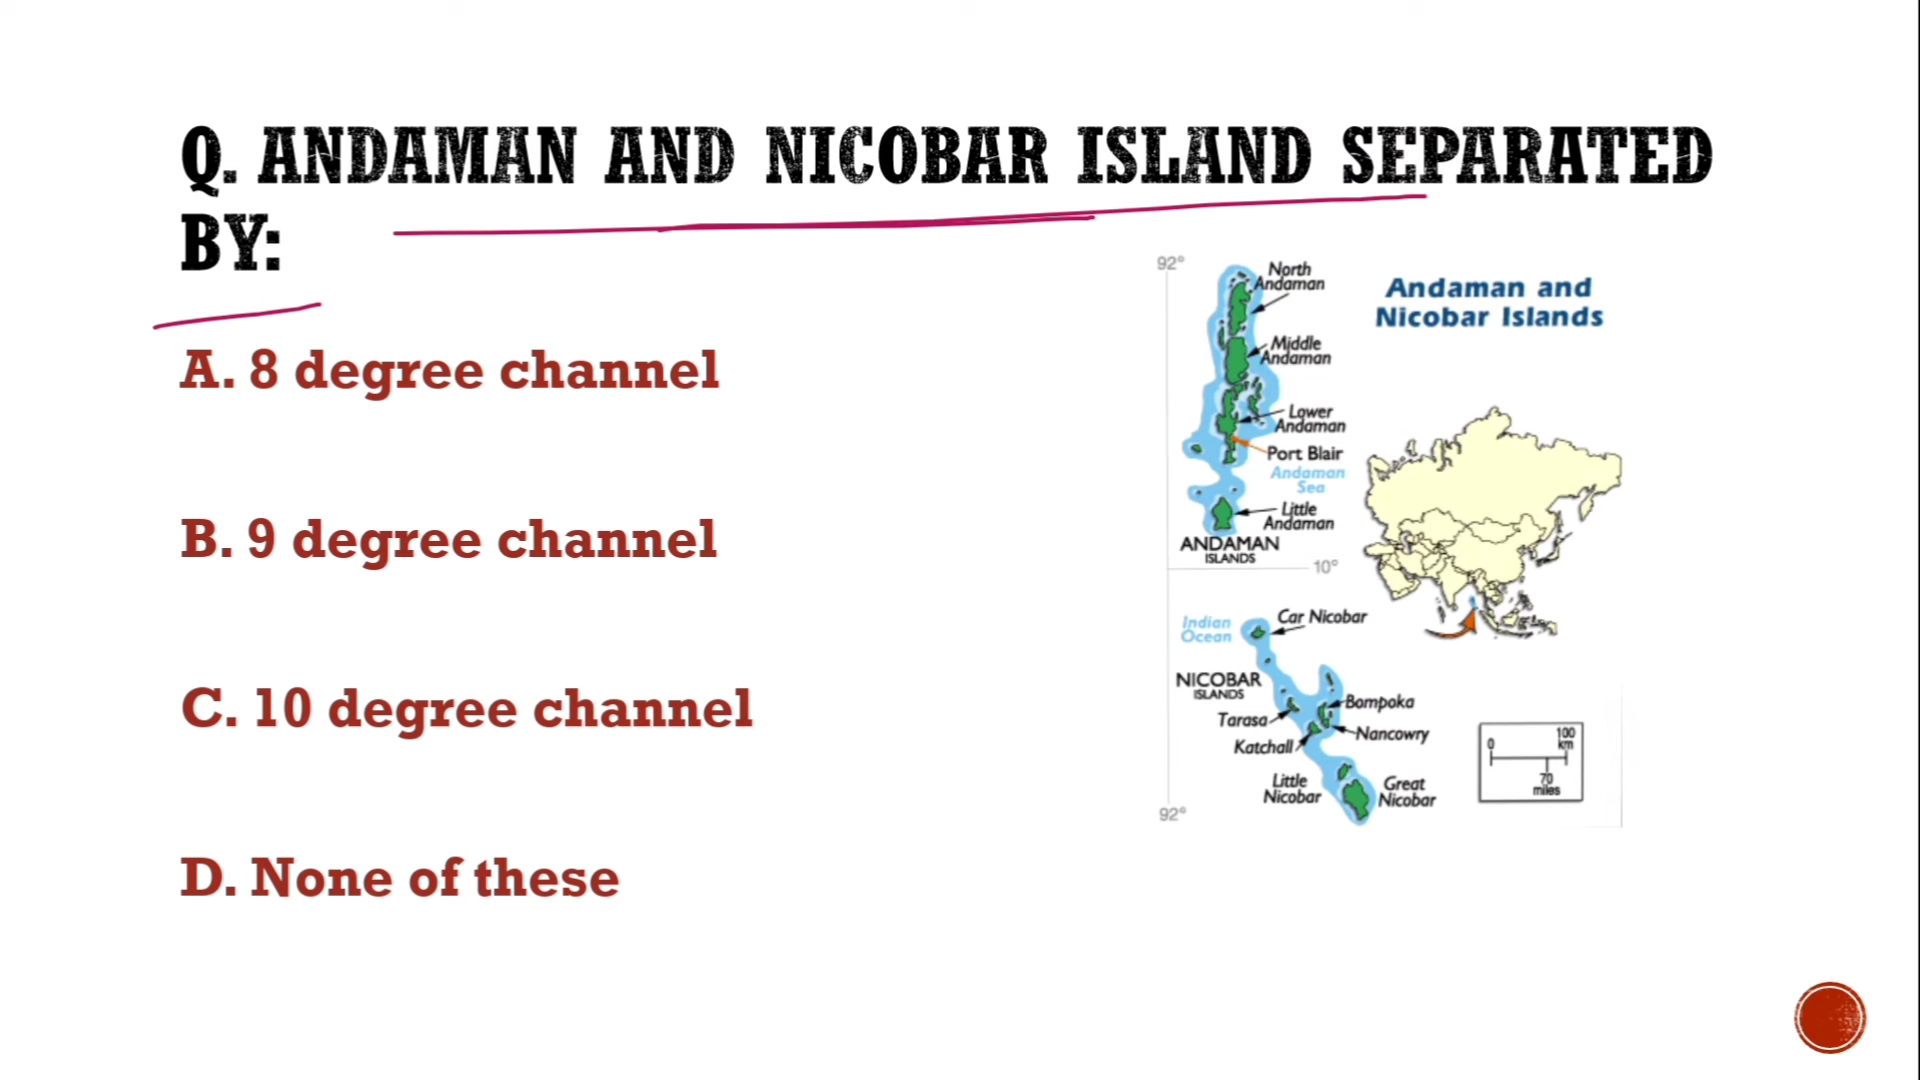 Q. ANDAMAN AND NICOBAR ISLAND SEPARATED
BY:
A. 8 degree channel
B. 9 degree channel
C. 10 degree channel
D. None of these
Andaman and
Nicobar Islands
92°
North
Andaman
Middle
Andaman
Lower
Andaman
Port Blair
Andaman
Sea
Little
Andaman
ANDAMAN
ISLANDS
10°
Indian
Ocean
Car Nicobar
NICOBAR
ISLANDS
Bompoka
Tarasa
Nancowry
Katchall
Little
Nicobar
Great
Nicobar
92°
0
100
km
70
miles